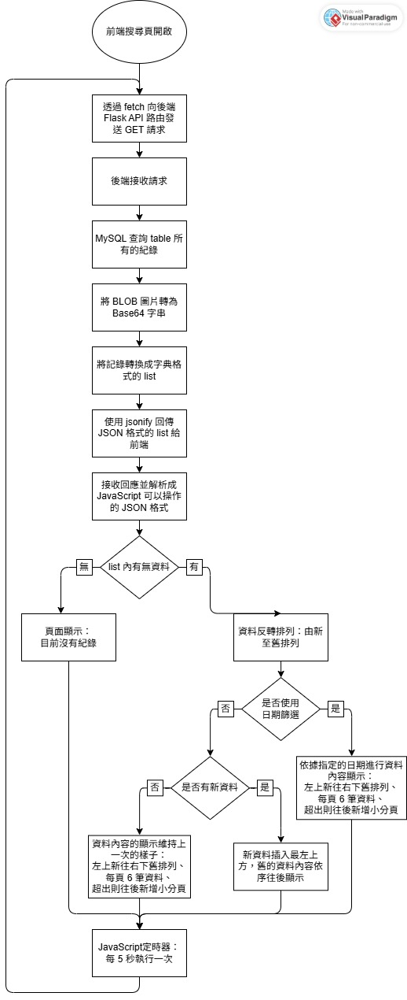 Made with
VisualParadigm
For non-commercial use
前端搜尋頁開啟
透過 fetch 向後端
Flask API 路由發
送 GET 請求
後端接收請求
MySQL 查詢 table 所
有的紀錄
將 BLOB 圖片轉為
Base64 字串
將記錄轉換成字典格
式的 list
使用 jsonify 回傳
JSON 格式的 list 給
前端
接收回應並解析成
JavaScript 可以操作
的 JSON 格式
無
list 內有無資料
有
頁面顯示：
目前沒有紀錄
資料反轉排列：由新
至舊排列
否
是否使用
日期篩選
是
依據指定的日期進行資料
內容顯示：
左上新往右下舊排列、
每頁 6 筆資料、
超出則往後新增小分頁
否
是否有新資料
是
資料內容的顯示維持上
一次的樣子：
左上新往右下舊排列、
每頁 6 筆資料、
超出則往後新增小分頁
新資料插入最左上
方，舊的資料內容依
序往後顯示
JavaScript定時器：
每 5 秒執行一次